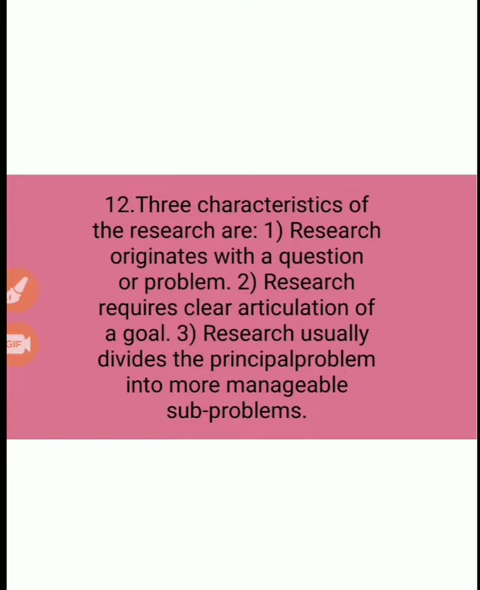 12.Three characteristics of
the research are: 1) Research
originates with a question
or problem. 2) Research
requires clear articulation of
a goal. 3) Research usually
divides the principalproblem
into more manageable
sub-problems.
GIF